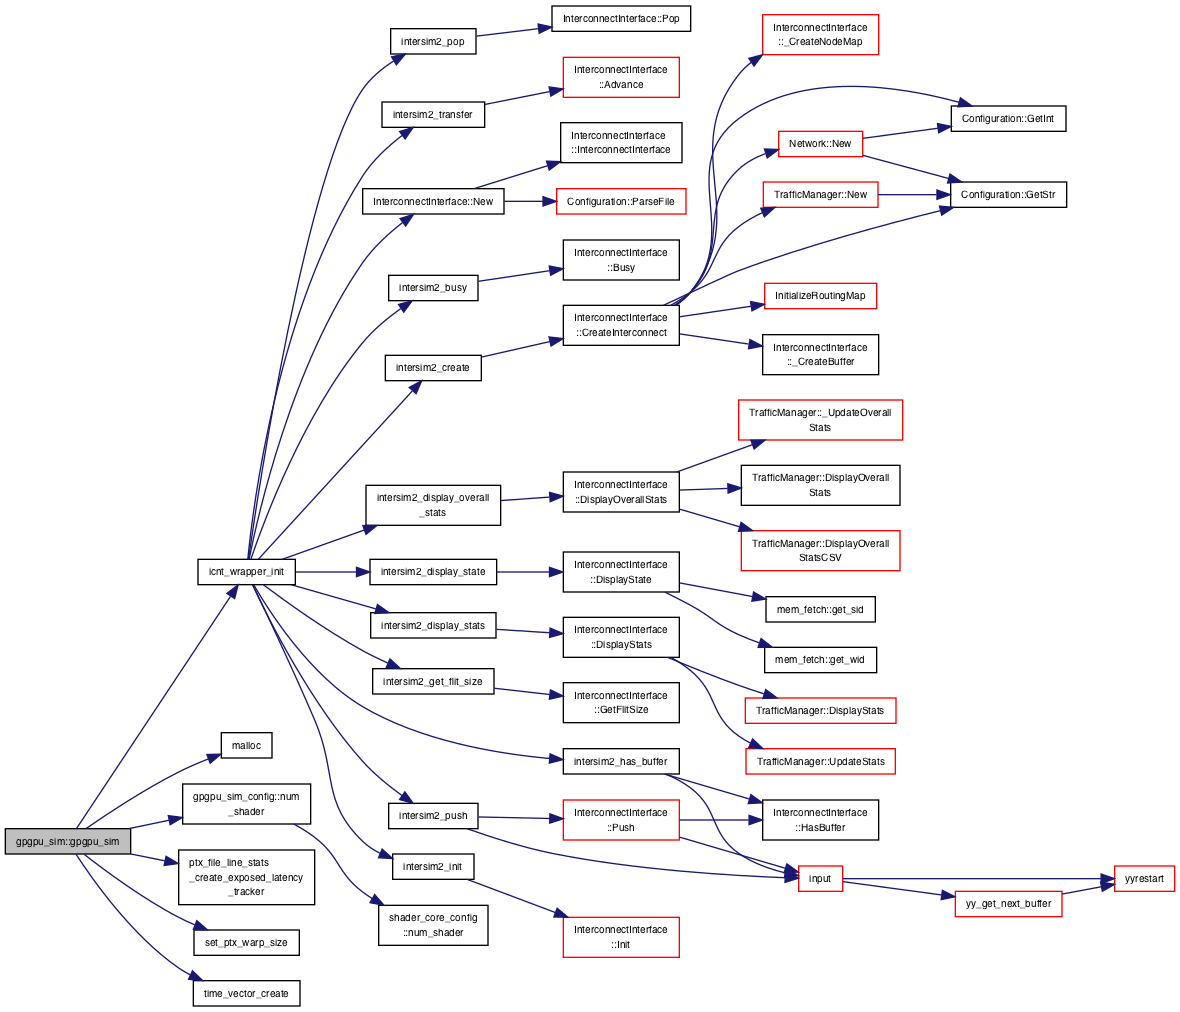 InterconnectInterface::Pop
intersim2_pop
InterconnectInterface
::_CreateNodeMap
InterconnectInterface
::Advance
intersim2_transfer
Configuration::GetInt
InterconnectInterface
::InterconnectInterface
Network::New
InterconnectInterface::New
Configuration::ParseFile
TrafficManager::New
Configuration::GetStr
InterconnectInterface
::Busy
intersim2_busy
InitializeRoutingMap
InterconnectInterface
::CreateInterconnect
InterconnectInterface
::_CreateBuffer
intersim2_create
TrafficManager::_UpdateOverall
Stats
intersim2_display_overall
_stats
InterconnectInterface
::DisplayOverallStats
TrafficManager::DisplayOverall
Stats
TrafficManager::DisplayOverall
StatsCSV
icnt_wrapper_init
intersim2_display_state
InterconnectInterface
::DisplayState
mem_fetch::get_sid
intersim2_display_stats
InterconnectInterface
::DisplayStats
mem_fetch::get_wid
intersim2_get_flit_size
InterconnectInterface
::GetFlitSize
TrafficManager::DisplayStats
malloc
intersim2_has_buffer
TrafficManager::UpdateStats
gpgpu_sim_config::num
_shader
intersim2_push
InterconnectInterface
::Push
InterconnectInterface
::HasBuffer
gpgpu_sim::gpgpu_sim
ptx_file_line_stats
_create_exposed_latency
_tracker
intersim2_init
input
yyrestart
yy_get_next_buffer
shader_core_config
::num_shader
set_ptx_warp_size
InterconnectInterface
::Init
time_vector_create